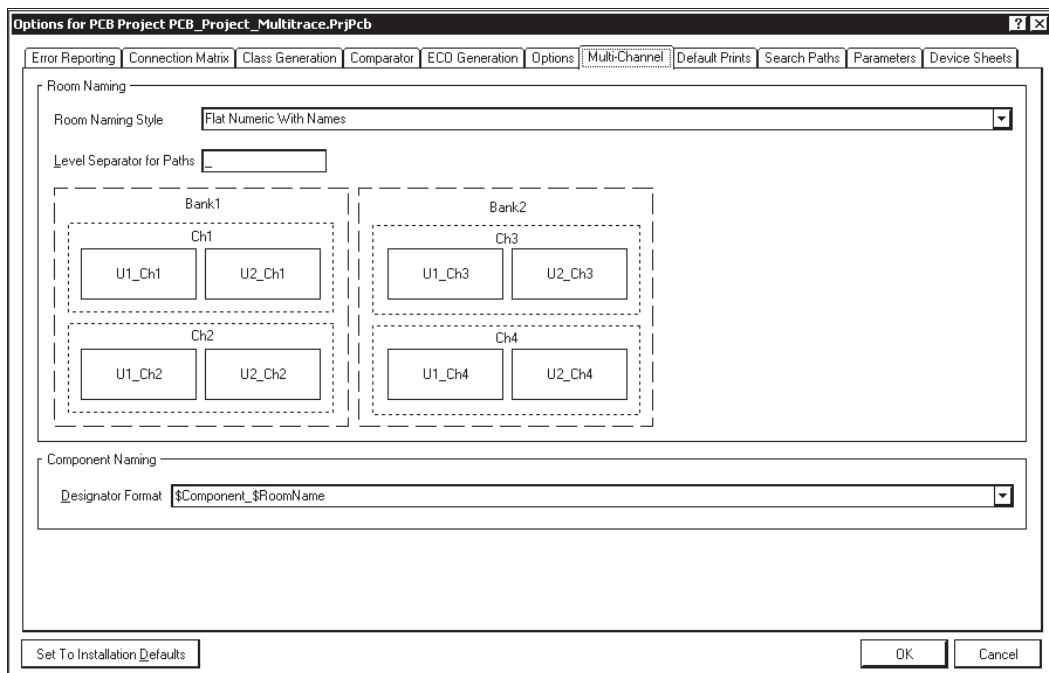 Options for PCB Project PCB_Project_Multitrace.PrjPcb
Error Reporting Connection Matrix Class Generation Comparator ECO Generation Options Multi-Channel Default Prints Search Paths Parameters Device Sheets
Room Naming
Room Naming Style Flat Numeric With Names
Level Separator for Paths _
Bank1 Bank2
Ch1 Ch3
U1_Ch1 U2_Ch1 U1_Ch3 U2_Ch3
Ch2 Ch4
U1_Ch2 U2_Ch2 U1_Ch4 U2_Ch4
Component Naming
Designator Format $Component_$RoomName
Set To Installation Defaults OK Cancel